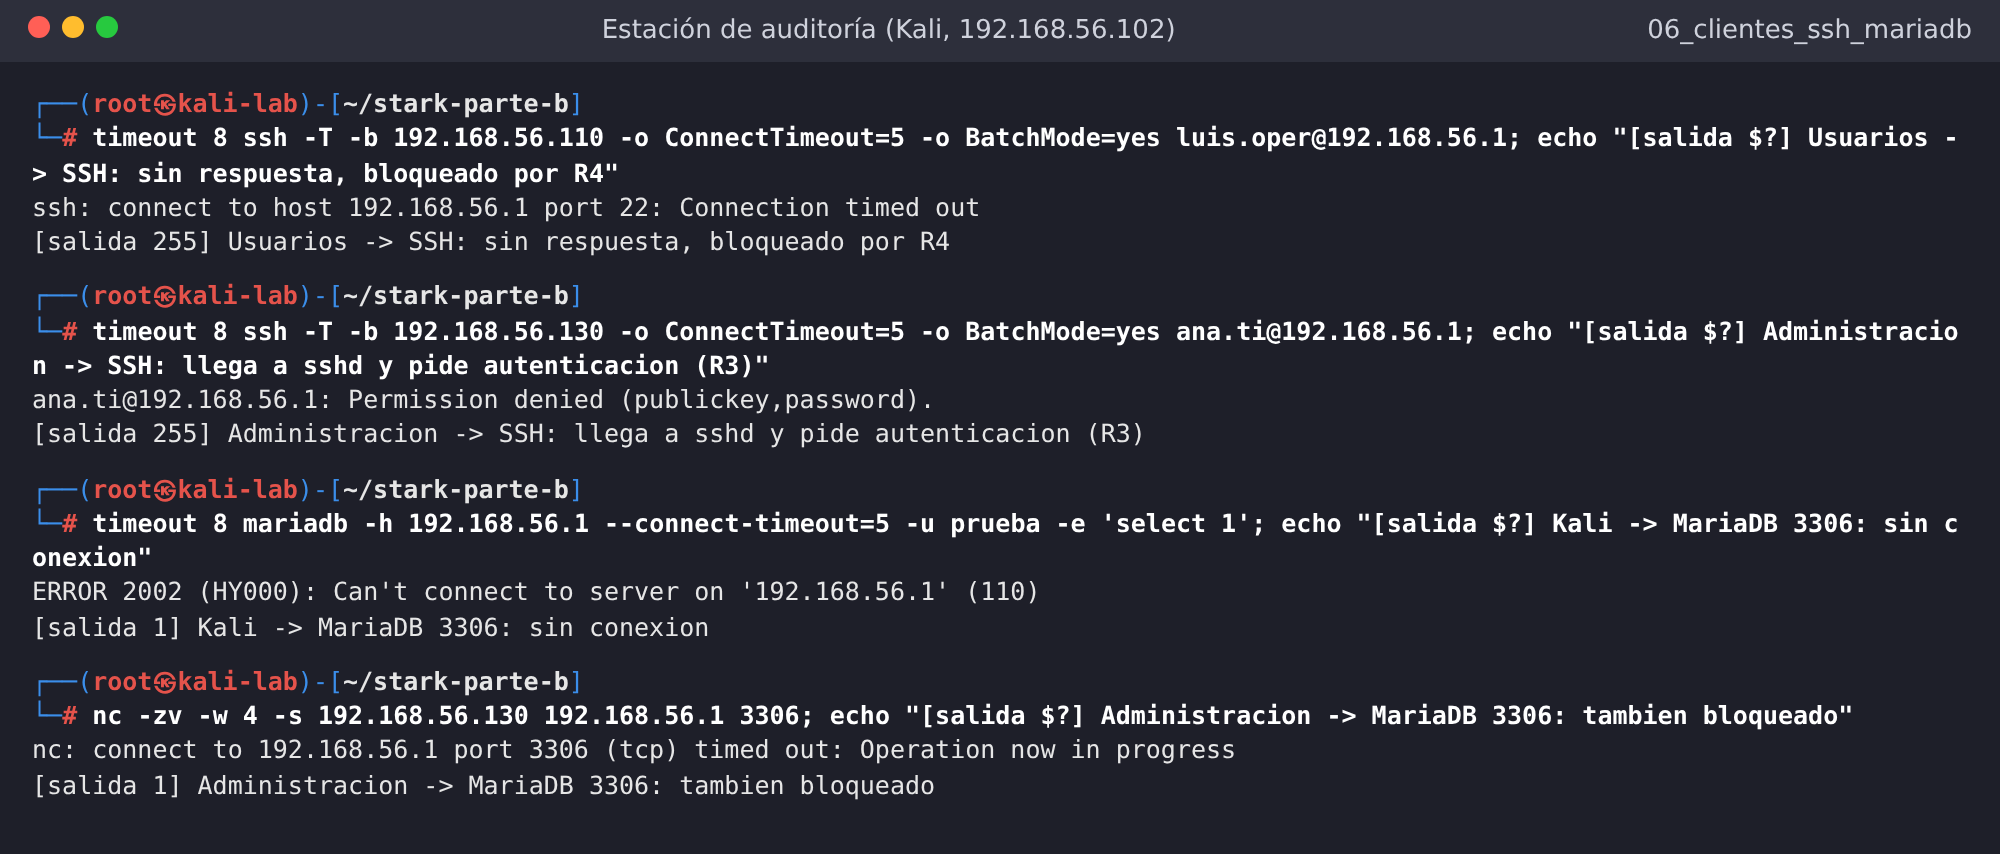 Estación de auditoría (Kali, 192.168.56.102)
06_clientes_ssh_mariadb
┌──(root㉿kali-lab)-[~/stark-parte-b]
└─# timeout 8 ssh -T -b 192.168.56.110 -o ConnectTimeout=5 -o BatchMode=yes luis.oper@192.168.56.1; echo "[salida $?] Usuarios -
> SSH: sin respuesta, bloqueado por R4"
ssh: connect to host 192.168.56.1 port 22: Connection timed out
[salida 255] Usuarios -> SSH: sin respuesta, bloqueado por R4
┌──(root㉿kali-lab)-[~/stark-parte-b]
└─# timeout 8 ssh -T -b 192.168.56.130 -o ConnectTimeout=5 -o BatchMode=yes ana.ti@192.168.56.1; echo "[salida $?] Administracio
n -> SSH: llega a sshd y pide autenticacion (R3)"
ana.ti@192.168.56.1: Permission denied (publickey,password).
[salida 255] Administracion -> SSH: llega a sshd y pide autenticacion (R3)
┌──(root㉿kali-lab)-[~/stark-parte-b]
└─# timeout 8 mariadb -h 192.168.56.1 --connect-timeout=5 -u prueba -e 'select 1'; echo "[salida $?] Kali -> MariaDB 3306: sin c
onexion"
ERROR 2002 (HY000): Can't connect to server on '192.168.56.1' (110)
[salida 1] Kali -> MariaDB 3306: sin conexion
┌──(root㉿kali-lab)-[~/stark-parte-b]
└─# nc -zv -w 4 -s 192.168.56.130 192.168.56.1 3306; echo "[salida $?] Administracion -> MariaDB 3306: tambien bloqueado"
nc: connect to 192.168.56.1 port 3306 (tcp) timed out: Operation now in progress
[salida 1] Administracion -> MariaDB 3306: tambien bloqueado